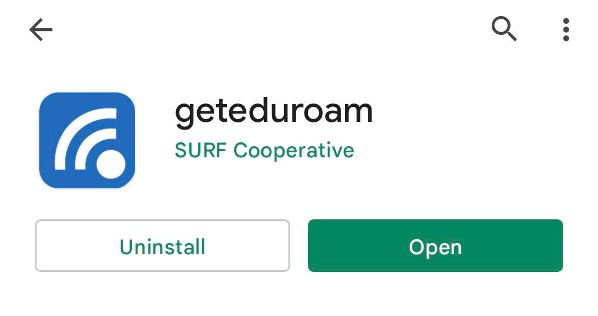 geteduroam
SURF Cooperative
Uninstall
Open